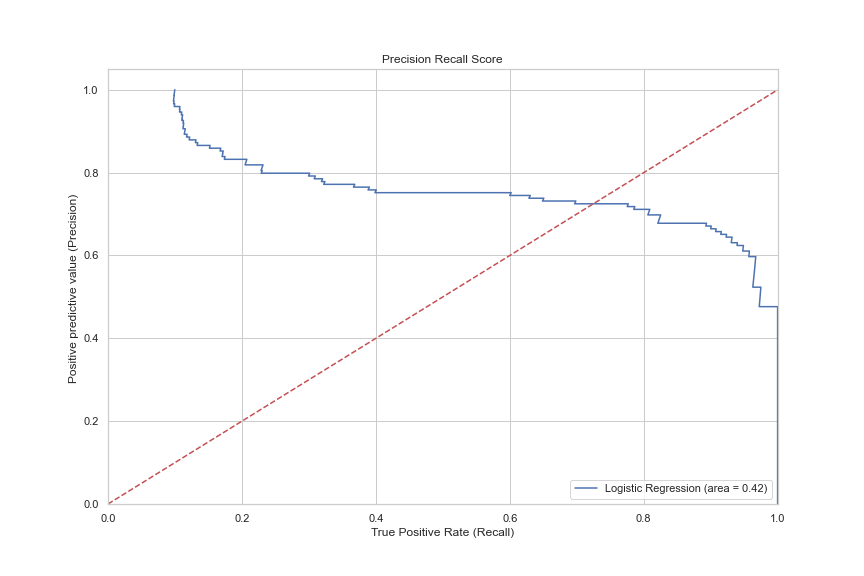 Precision Recall Score
1.0
0.8
0.6
0.4
0.2
0.0
Positive predictive value (Precision)
Logistic Regression (area = 0.42)
0.0 0.2 0.4 0.6 0.8 1.0
True Positive Rate (Recall)